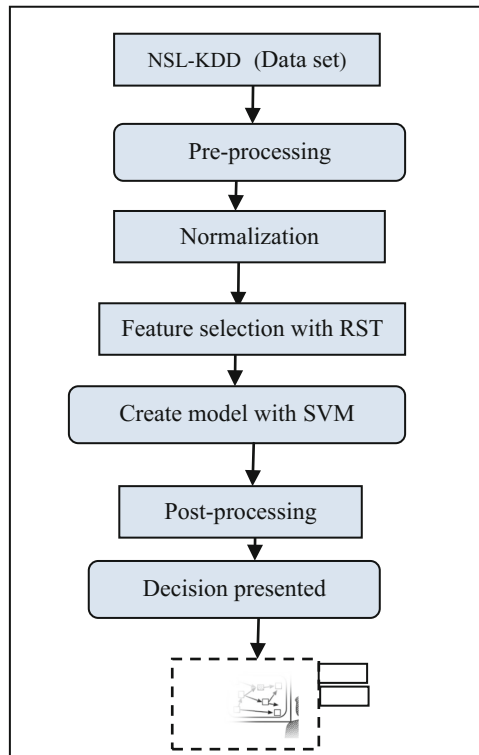 NSL-KDD (Data set)
Pre-processing
Normalization
Feature selection with RST
Create model with SVM
Post-processing
Decision presented